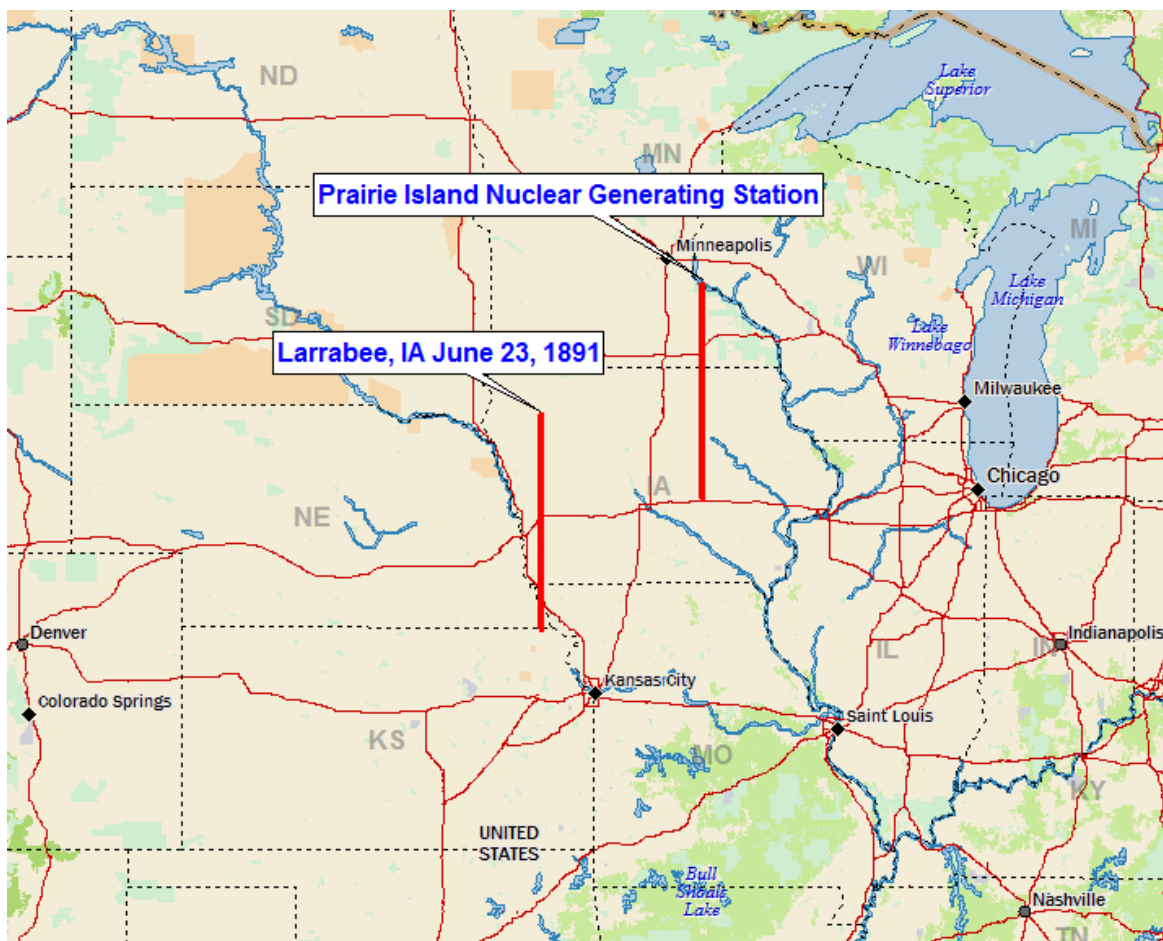 ND
Lake
Superior
MN
Prairie Island Nuclear Generating Station
MI
Minneapolis
WI
Lake
Michigan
SD
Lake
Winnebago
Larrabee, IA June 23, 1891
Milwaukee
Chicago
IA
NE
Denver
Indianapolis
IL
IN
Kansas City
Colorado Springs
Saint Louis
KS
MO
KY
UNITED
STATES
Bull
Shoals
Lake
Nashville
TN